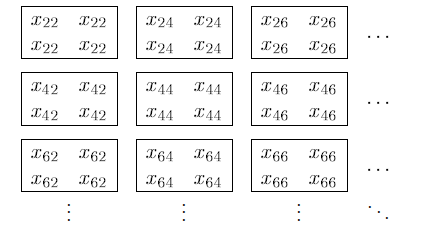 x₂₂ x₂₂ x₂₄ x₂₄ x₂₆ x₂₆
x₂₂ x₂₂ x₂₄ x₂₄ x₂₆ x₂₆ ⋯
x₄₂ x₄₂ x₄₄ x₄₄ x₄₆ x₄₆
x₄₂ x₄₂ x₄₄ x₄₄ x₄₆ x₄₆ ⋯
x₆₂ x₆₂ x₆₄ x₆₄ x₆₆ x₆₆
x₆₂ x₆₂ x₆₄ x₆₄ x₆₆ x₆₆ ⋯
⋮ ⋮ ⋮ ⋱